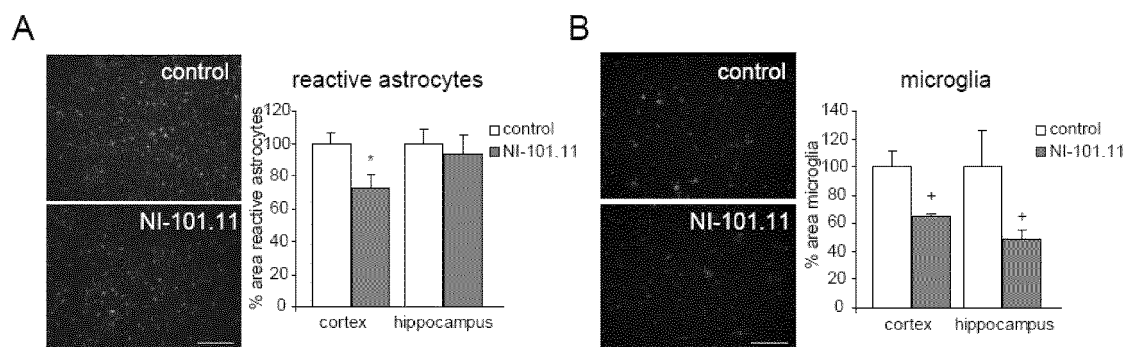 A
control
NI-101.11
reactive astrocytes
% area reactive astrocytes
120
100
80
60
40
20
0
*
cortex
hippocampus
control
NI-101.11
B
control
NI-101.11
microglia
% area microglia
140
120
100
80
60
40
20
0
+
+
cortex
hippocampus
control
NI-101.11